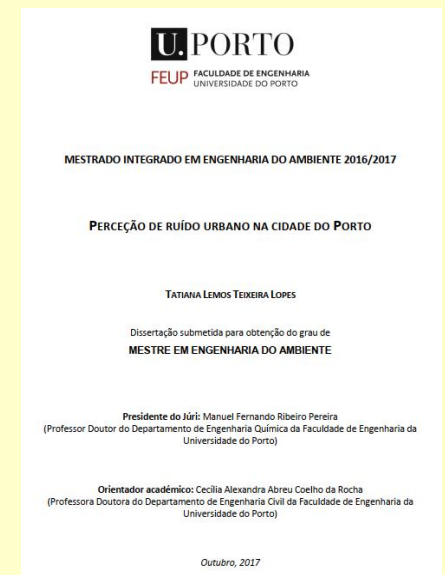 U. PORTO
FEUP FACULDADE DE ENGENHARIA
UNIVERSIDADE DO PORTO
MESTRADO INTEGRADO EM ENGENHARIA DO AMBIENTE 2016/2017
PERCEÇÃO DE RUÍDO URBANO NA CIDADE DO PORTO
TATIANA LEMOS TEIXEIRA LOPES
Dissertação submetida para obtenção do grau de
MESTRE EM ENGENHARIA DO AMBIENTE
Presidente do Júri: Manuel Fernando Ribeiro Pereira
(Professor Doutor do Departamento de Engenharia Química da Faculdade de Engenharia da
Universidade do Porto)
Orientador académico: Cecília Alexandra Abreu Coelho da Rocha
(Professora Doutora do Departamento de Engenharia Civil da Faculdade de Engenharia da
Universidade do Porto)
Outubro, 2017